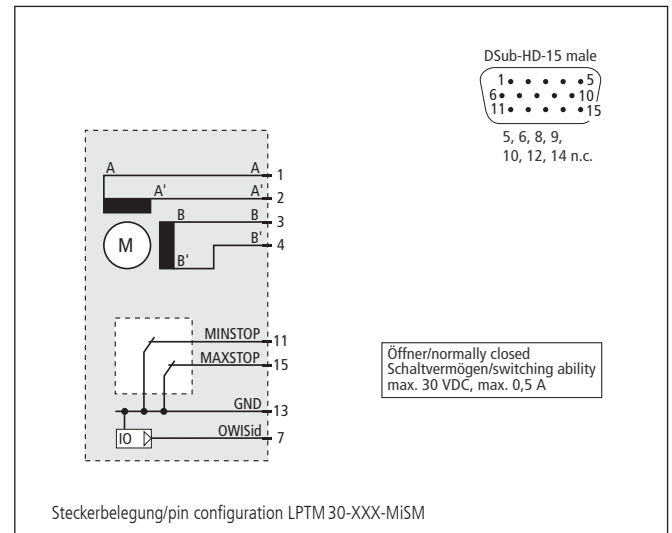 DSub-HD-15 male
1 5
6 10
11 15
5, 6, 8, 9,
10, 12, 14 n.c.
A A 1
A' A' 2
B B 3
B' 4
M
B'
MINSTOP 11
MAXSTOP 15
GND 13
IO OWISid 7
Öffner/normally closed
Schaltvermögen/switching ability
max. 30 VDC, max. 0,5 A
Steckerbelegung/pin configuration LPTM 30-XXX-MiSM